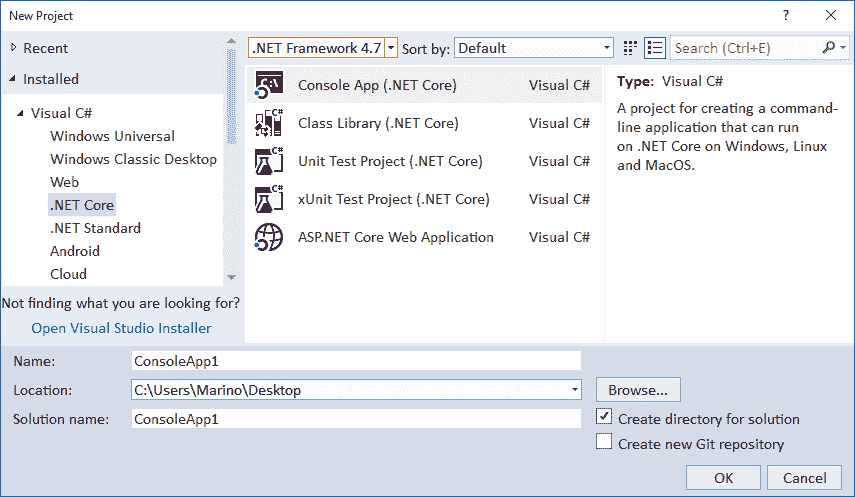 New Project
?
Recent
Installed
Visual C#
Windows Universal
Windows Classic Desktop
Web
.NET Core
.NET Standard
Android
Cloud
Not finding what you are looking for?
Open Visual Studio Installer
.NET Framework 4.7 Sort by: Default
Search (Ctrl+E)
Console App (.NET Core) Visual C#
Class Library (.NET Core) Visual C#
Unit Test Project (.NET Core) Visual C#
xUnit Test Project (.NET Core) Visual C#
ASP.NET Core Web Application Visual C#
Type: Visual C#
A project for creating a command-
line application that can run
on .NET Core on Windows, Linux
and MacOS.
Name: ConsoleApp1
Location: C:\Users\Marino\Desktop Browse...
Solution name: ConsoleApp1
Create directory for solution
Create new Git repository
OK Cancel